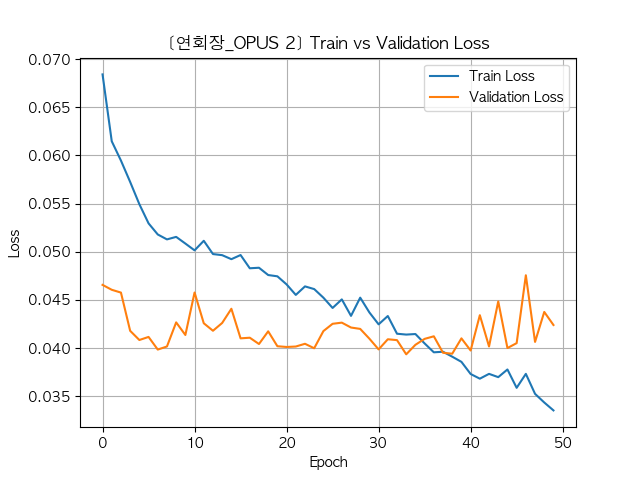 [연회장_OPUS 2] Train vs Validation Loss
Train Loss
Validation Loss
Loss
0.070
0.065
0.060
0.055
0.050
0.045
0.040
0.035
0
10
20
30
40
50
Epoch